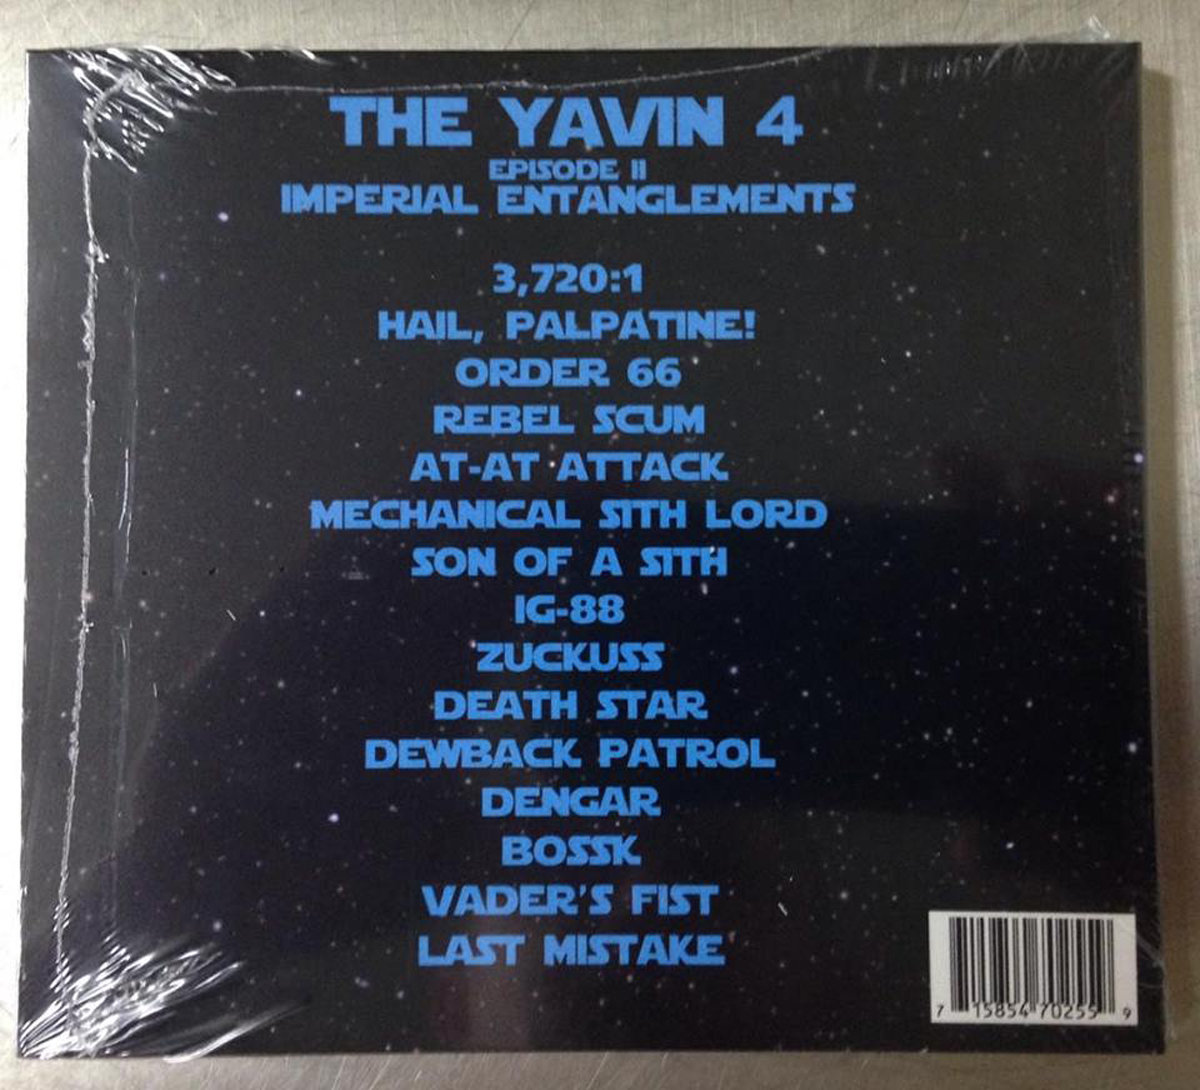 THE YAVIN 4
EPISODE II
IMPERIAL ENTANGLEMENTS
3,720:1
HAIL, PALPATINE!
ORDER 66
REBEL SCUM
AT-AT ATTACK
MECHANICAL SITH LORD
SON OF A SITH
IG-88
ZUCKUSS
DEATH STAR
DEWBACK PATROL
DENGAR
BOSSK
VADER'S FIST
LAST MISTAKE
7 15854 70255 9